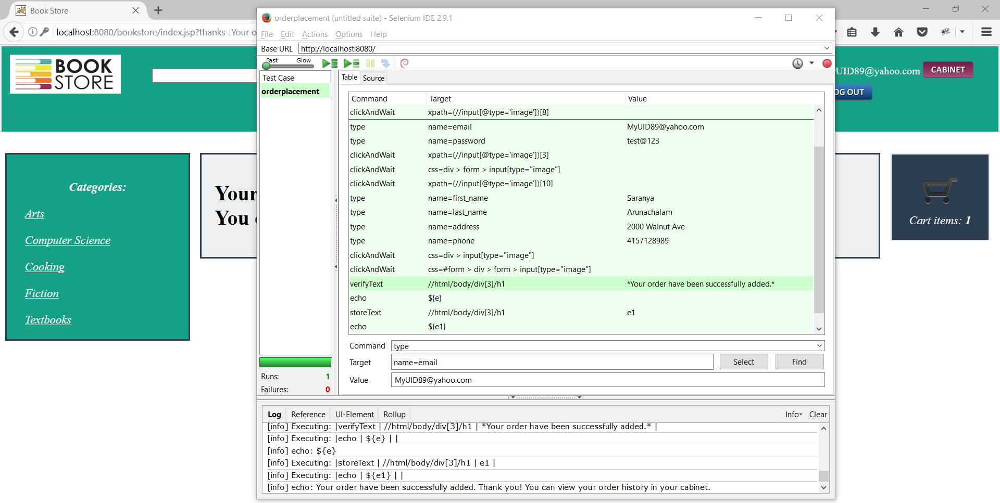 Book Store
localhost:8080/bookstore/index.jsp?thanks=Your o
BOOK
STORE
UID89@yahoo.com
CABINET
OG OUT
Categories:
Arts
Computer Science
Cooking
Fiction
Textbooks
Your
You
Cart items: 1
orderplacement (untitled suite) - Selenium IDE 2.9.1
File Edit Actions Options Help
Base URL http://localhost:8080/
Fast Slow
Test Case
orderplacement
Table Source
Command Target Value
clickAndWait xpath=(//input[@type='image'])[8]
type name=email MyUID89@yahoo.com
type name=password test@123
clickAndWait xpath=(//input[@type='image'])[3]
clickAndWait css=div > form > input[type="image"]
clickAndWait xpath=(//input[@type='image'])[10]
type name=first_name Saranya
type name=last_name Arunachalam
type name=address 2000 Walnut Ave
type name=phone 4157128989
clickAndWait css=div > input[type="image"]
clickAndWait css=#form > div > form > input[type="image"]
verifyText //html/body/div[3]/h1 *Your order have been successfully added.*
echo ${e}
storeText //html/body/div[3]/h1 e1
echo ${e1}
Command type
Target name=email Select Find
Value MyUID89@yahoo.com
Runs: 1
Failures: 0
Log Reference UI-Element Rollup Info Clear
[info] Executing: |verifyText | //html/body/div[3]/h1 | *Your order have been successfully added.* |
[info] Executing: |echo | ${e} | |
[info] echo: ${e}
[info] Executing: |storeText | //html/body/div[3]/h1 | e1 |
[info] Executing: |echo | ${e1} | |
[info] echo: Your order have been successfully added. Thank you! You can view your order history in your cabinet.